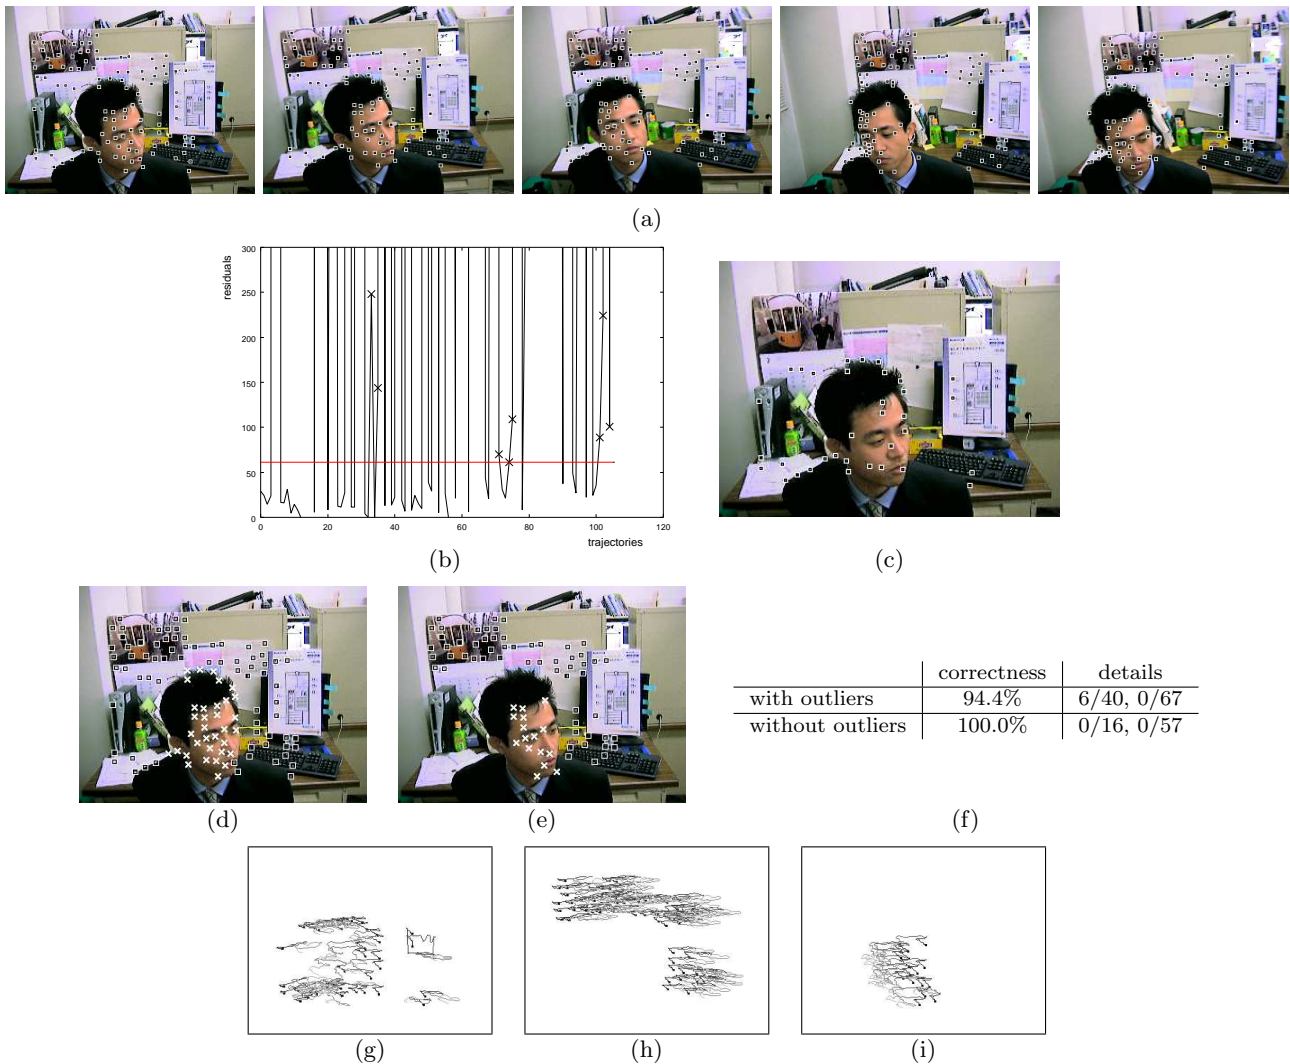 (a)
300
250
200
150
100
50
0
residuals
0 20 40 60 80 100 120
trajectories
(b)
(c)
(d)
(e)
correctness details
with outliers 94.4% 6/40, 0/67
without outliers 100.0% 0/16, 0/57
(f)
(g)
(h)
(i)